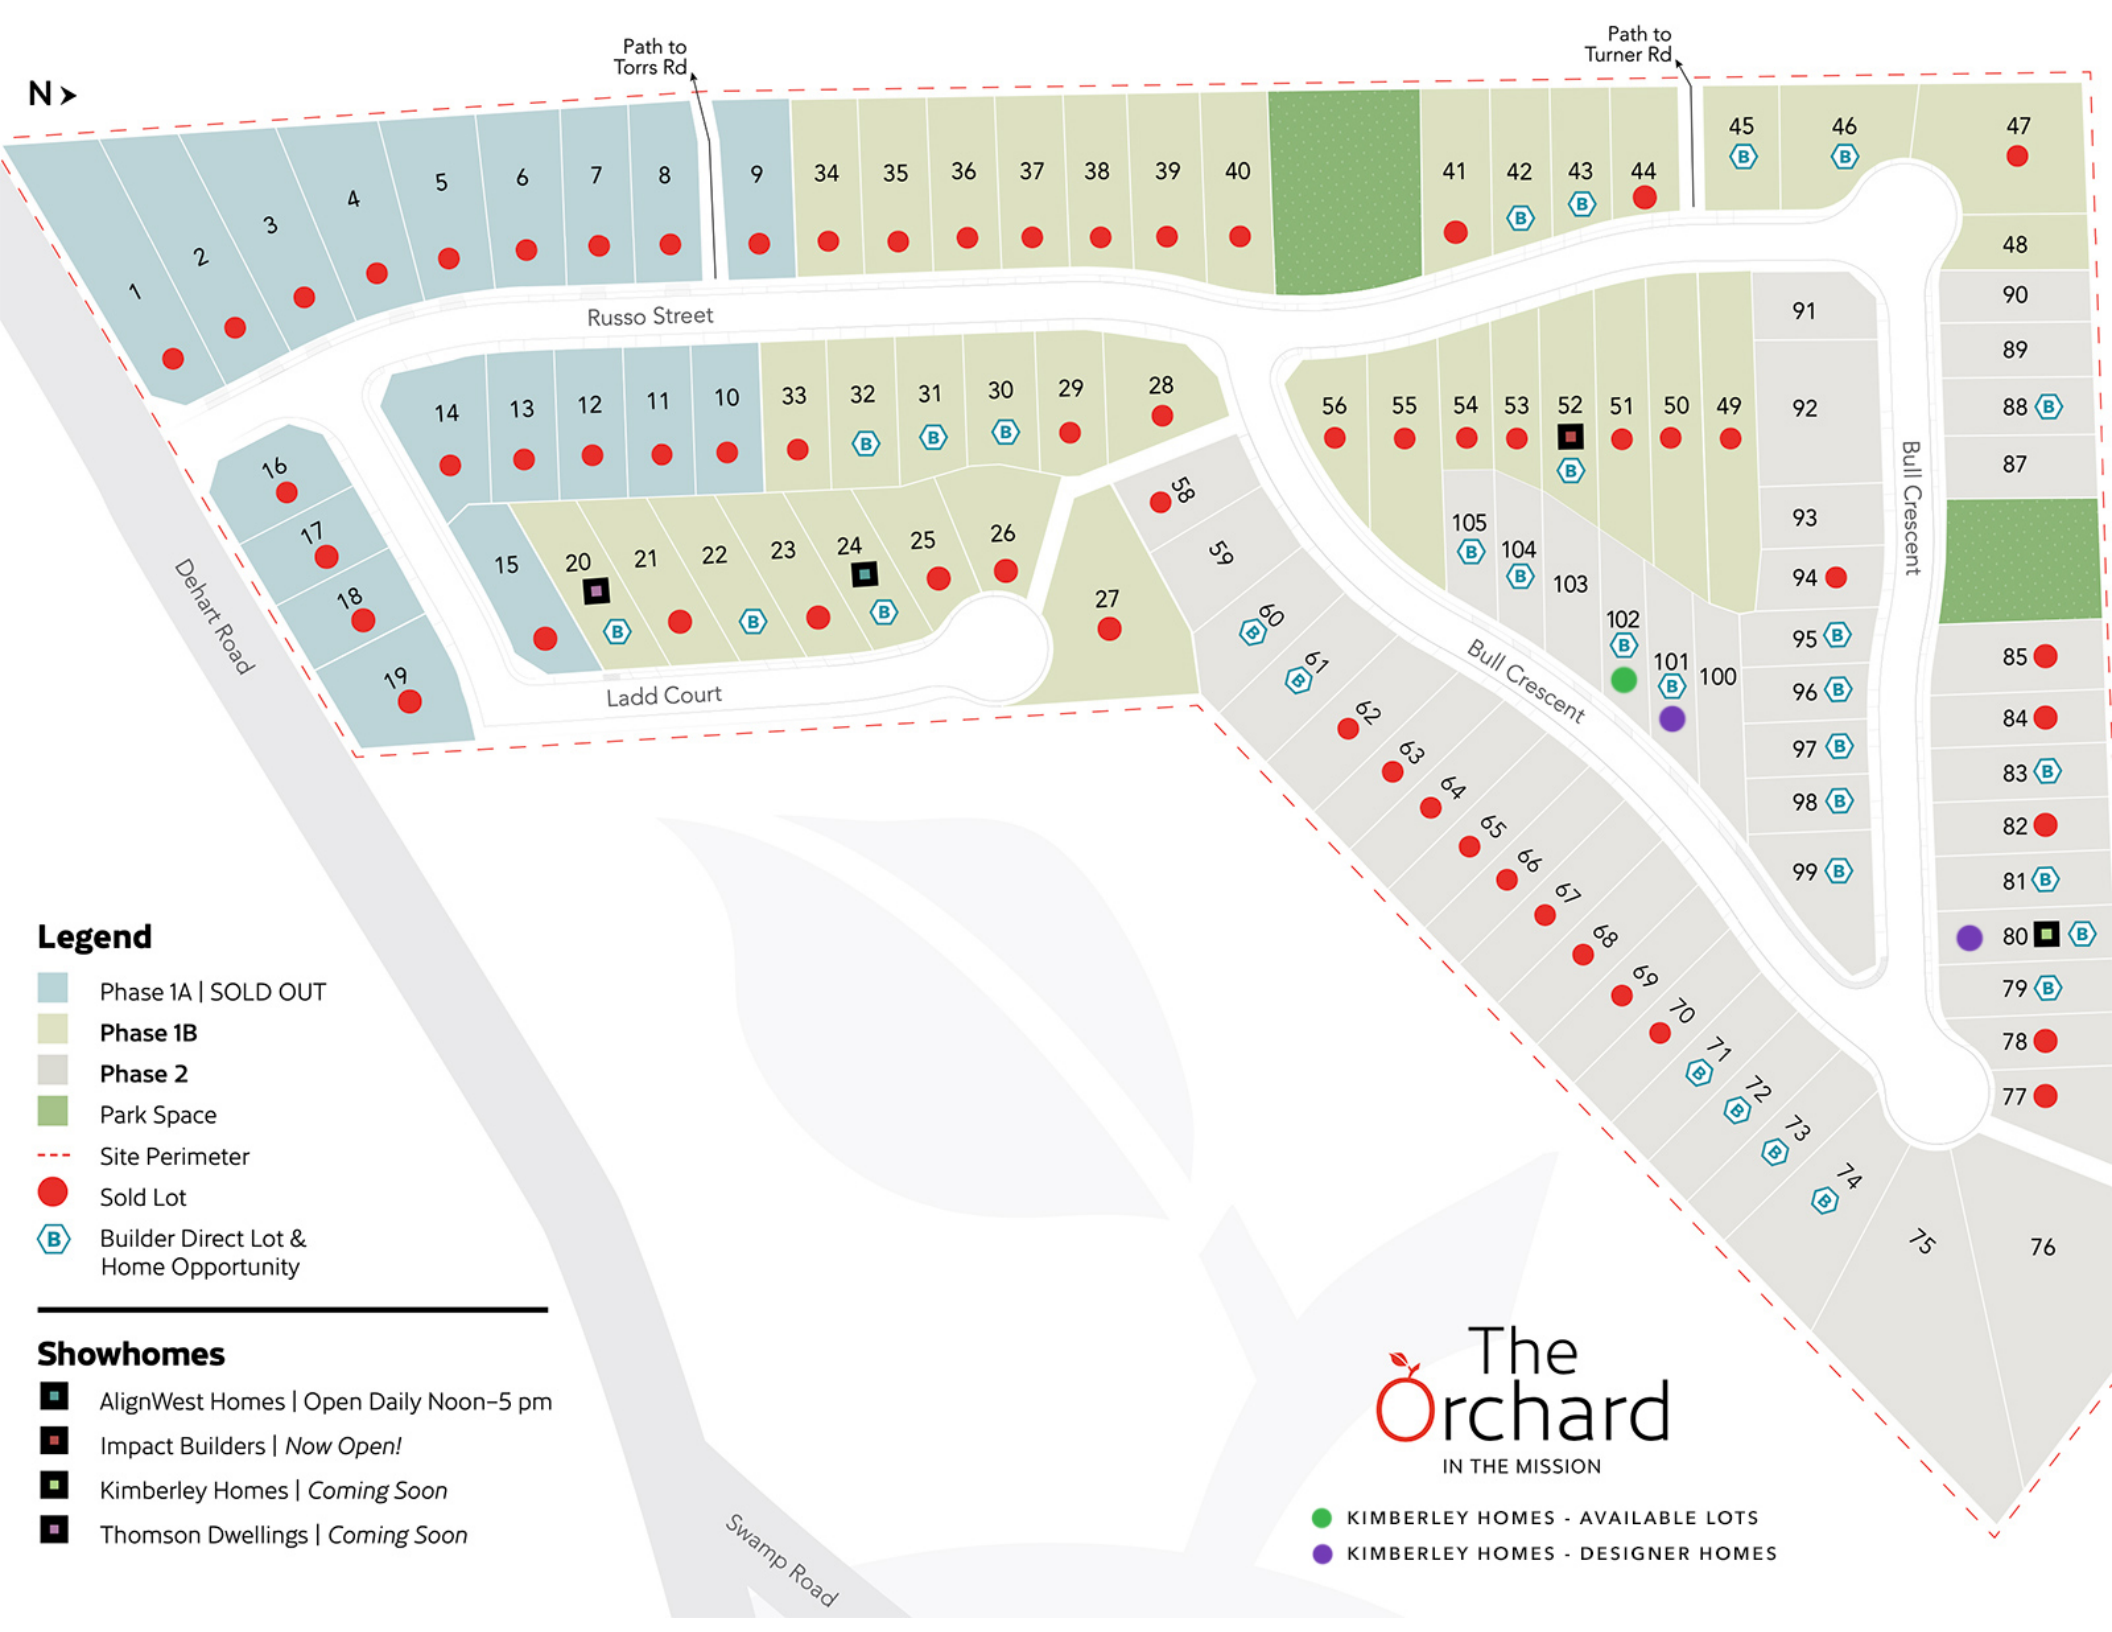 Path to
Torrs Rd
Path to
Turner Rd
N
1
2
3
4
5
6
7
8
9
34
35
36
37
38
39
40
41
42
B
43
B
44
45
B
46
B
47
48
Russo Street
14
13
12
11
10
33
32
B
31
B
30
B
29
28
56
55
54
53
52
B
51
50
49
91
92
93
94
95 B
96 B
97 B
98 B
99 B
90
89
88 B
87
Bull Crescent
16
17
18
19
15
20
B
21
22
B
23
24
B
25
26
27
Ladd Court
Dehart Road
58
59
60
B
61
B
62
63
64
65
66
67
68
69
70
71
B
72
B
73
B
74
B
75
76
105
B
104
B
103
102
B
101
B
100
Bull Crescent
85
84
83 B
82
81 B
80 B
79 B
78
77
Legend
Phase 1A | SOLD OUT
Phase 1B
Phase 2
Park Space
Site Perimeter
Sold Lot
B Builder Direct Lot &
Home Opportunity
Showhomes
AlignWest Homes | Open Daily Noon–5 pm
Impact Builders | Now Open!
Kimberley Homes | Coming Soon
Thomson Dwellings | Coming Soon
Swamp Road
The
Orchard
IN THE MISSION
KIMBERLEY HOMES - AVAILABLE LOTS
KIMBERLEY HOMES - DESIGNER HOMES